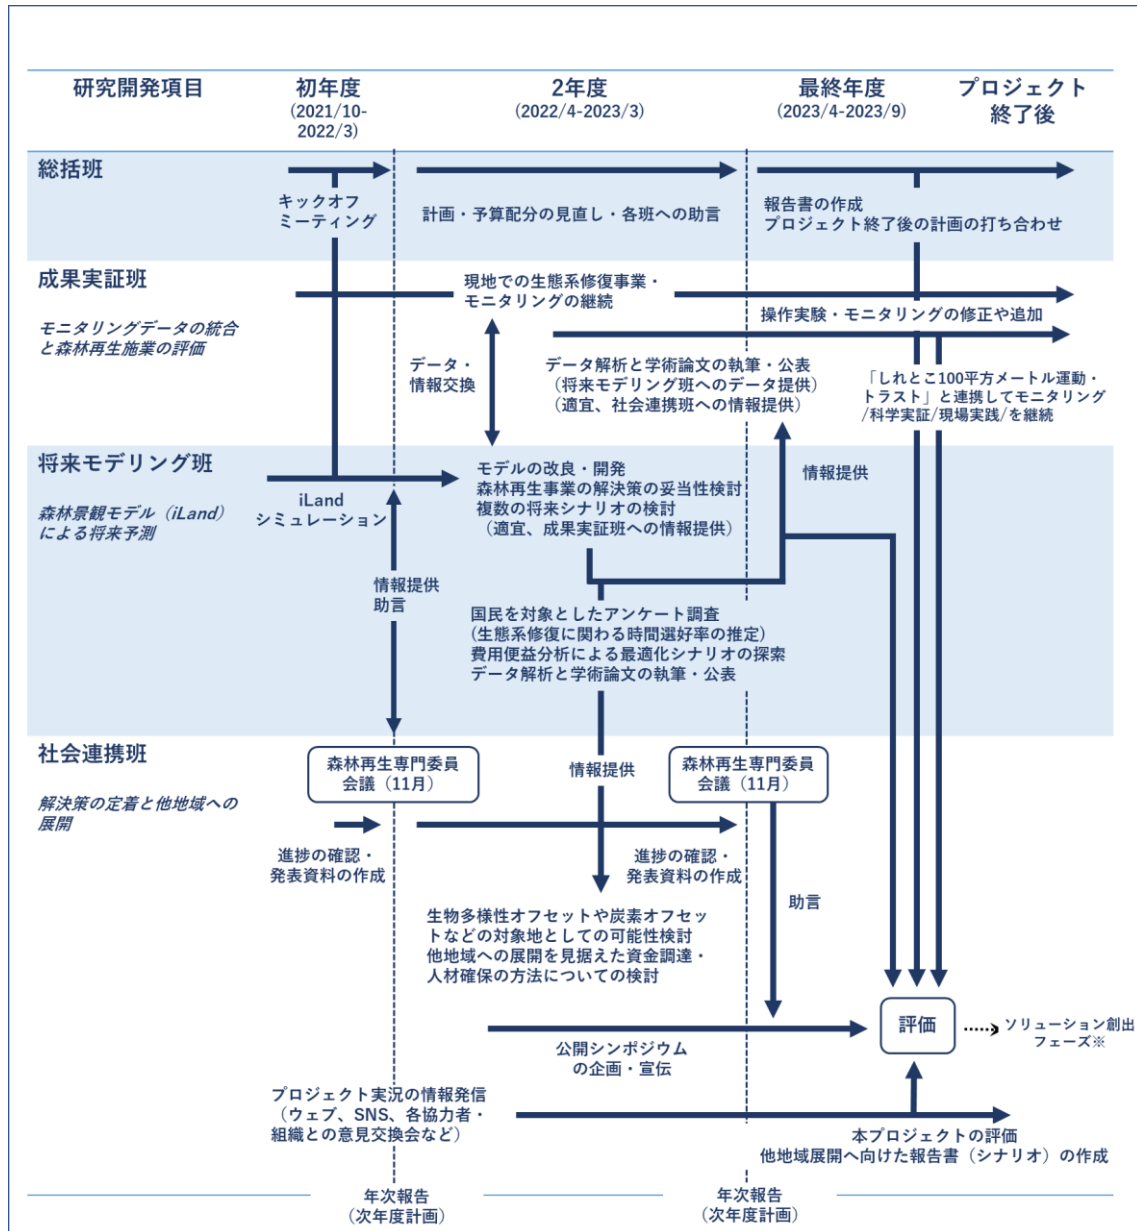 研究開発項目
初年度
(2021/10-
2022/3)
2年度
(2022/4-2023/3)
最終年度
(2023/4-2023/9)
プロジェクト
終了後
総括班
キックオフ
ミーティング
計画・予算配分の見直し・各班への助言
報告書の作成
プロジェクト終了後の計画の打ち合わせ
成果実証班
モニタリングデータの統合
と森林再生施業の評価
現地での生態系修復事業・
モニタリングの継続
操作実験・モニタリングの修正や追加
データ・
情報交換
データ解析と学術論文の執筆・公表
（将来モデリング班へのデータ提供）
（適宜、社会連携班への情報提供）
「しれとこ100平方メートル運動・
トラスト」と連携してモニタリング
/科学実証/現場実践/を継続
将来モデリング班
森林景観モデル（iLand）
による将来予測
iLand
シミュレーション
モデルの改良・開発
森林再生事業の解決策の妥当性検討
複数の将来シナリオの検討
（適宜、成果実証班への情報提供）
情報提供
情報提供
助言
国民を対象としたアンケート調査
(生態系修復に関わる時間選好率の推定)
費用便益分析による最適化シナリオの探索
データ解析と学術論文の執筆・公表
社会連携班
解決策の定着と他地域への
展開
森林再生専門委員
会議（11月）
情報提供
森林再生専門委員
会議（11月）
進捗の確認・
発表資料の作成
進捗の確認・
発表資料の作成
助言
生物多様性オフセットや炭素オフセッ
トなどの対象地としての可能性検討
他地域への展開を見据えた資金調達・
人材確保の方法についての検討
公開シンポジウム
の企画・宣伝
評価
ソリューション創出
フェーズ※
プロジェクト実況の情報発信
（ウェブ、SNS、各協力者・
組織との意見交換会など）
本プロジェクトの評価
他地域展開へ向けた報告書（シナリオ）の作成
年次報告
（次年度計画）
年次報告
（次年度計画）